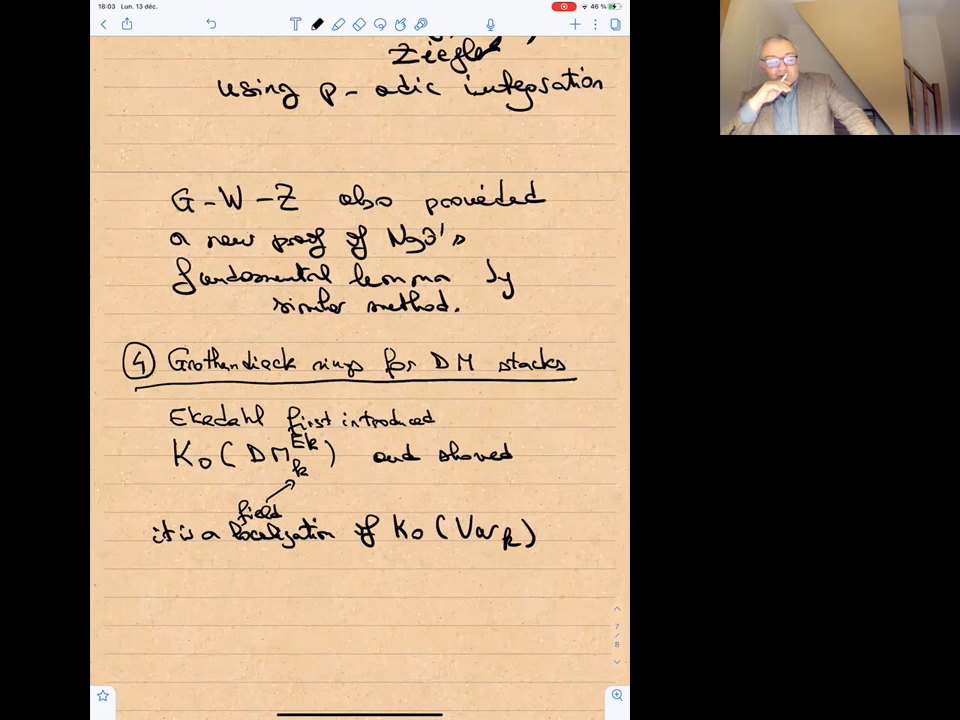 18:03 Lun. 13 déc.
46 %
Ziegler
using p-adic integration
G-W-Z also provided
a new proof of Ngô's
fundamental lemma by
similar method.
④ Grothendieck rings for DM stacks
Ekedahl first introduced
K₀(DM_k^{Ek}) and showed
field
it is a localization of K₀(Var_k)
7
/
8